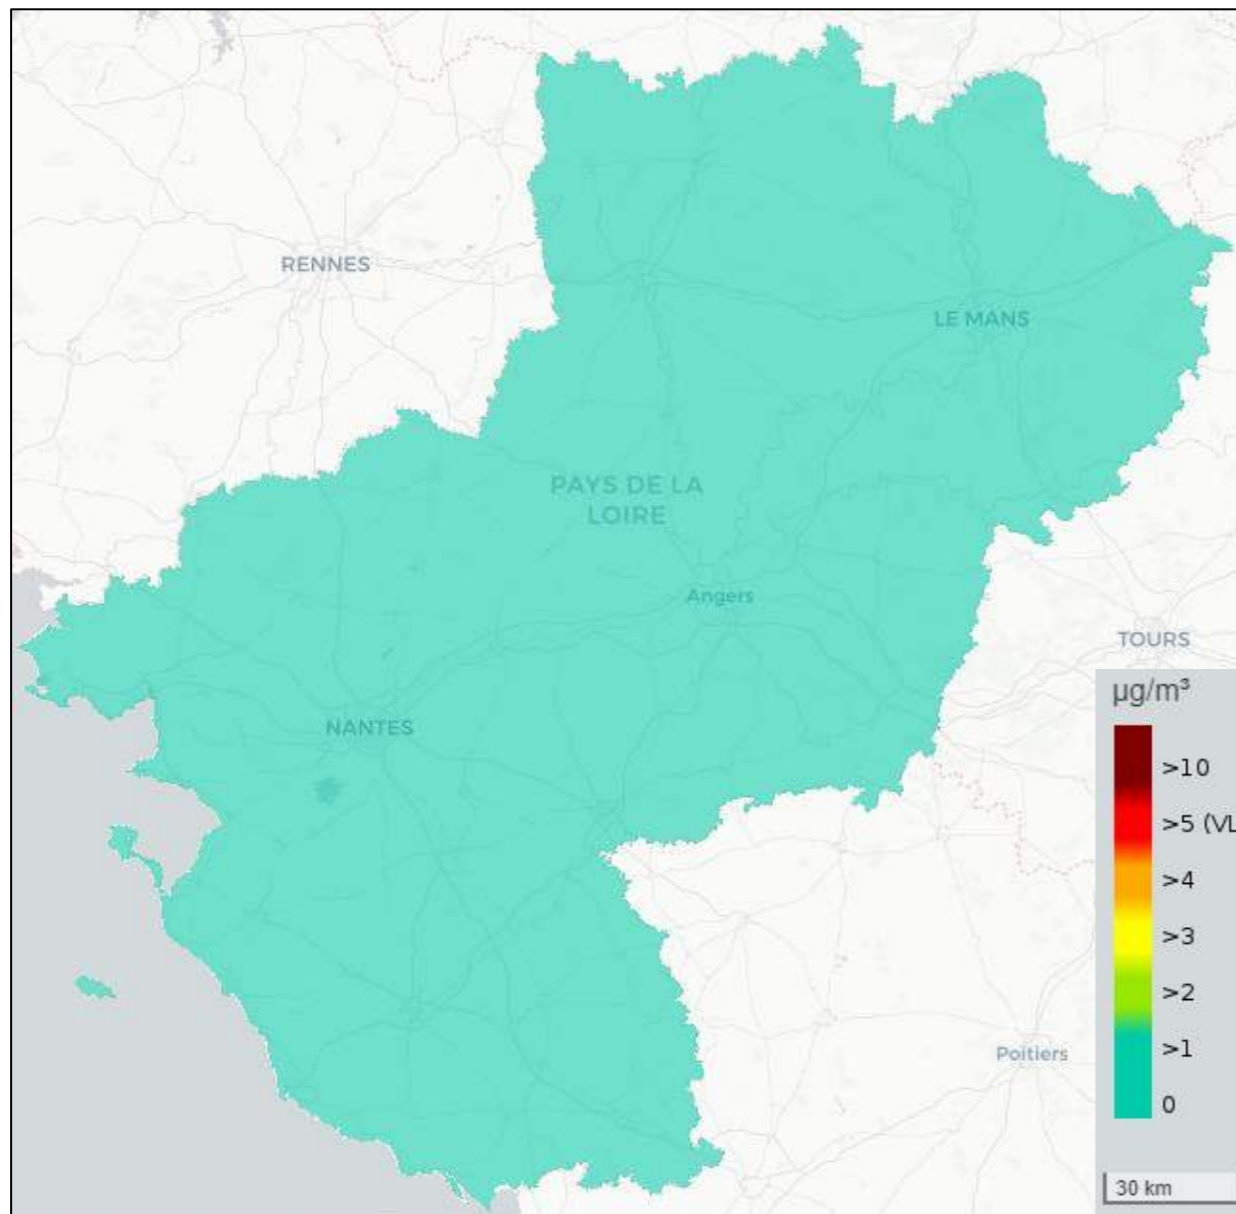 RENNES
LE MANS
PAYS DE LA
LOIRE
Angers
TOURS
NANTES
Poitiers
µg/m³
>10
>5 (VL
>4
>3
>2
>1
0
30 km